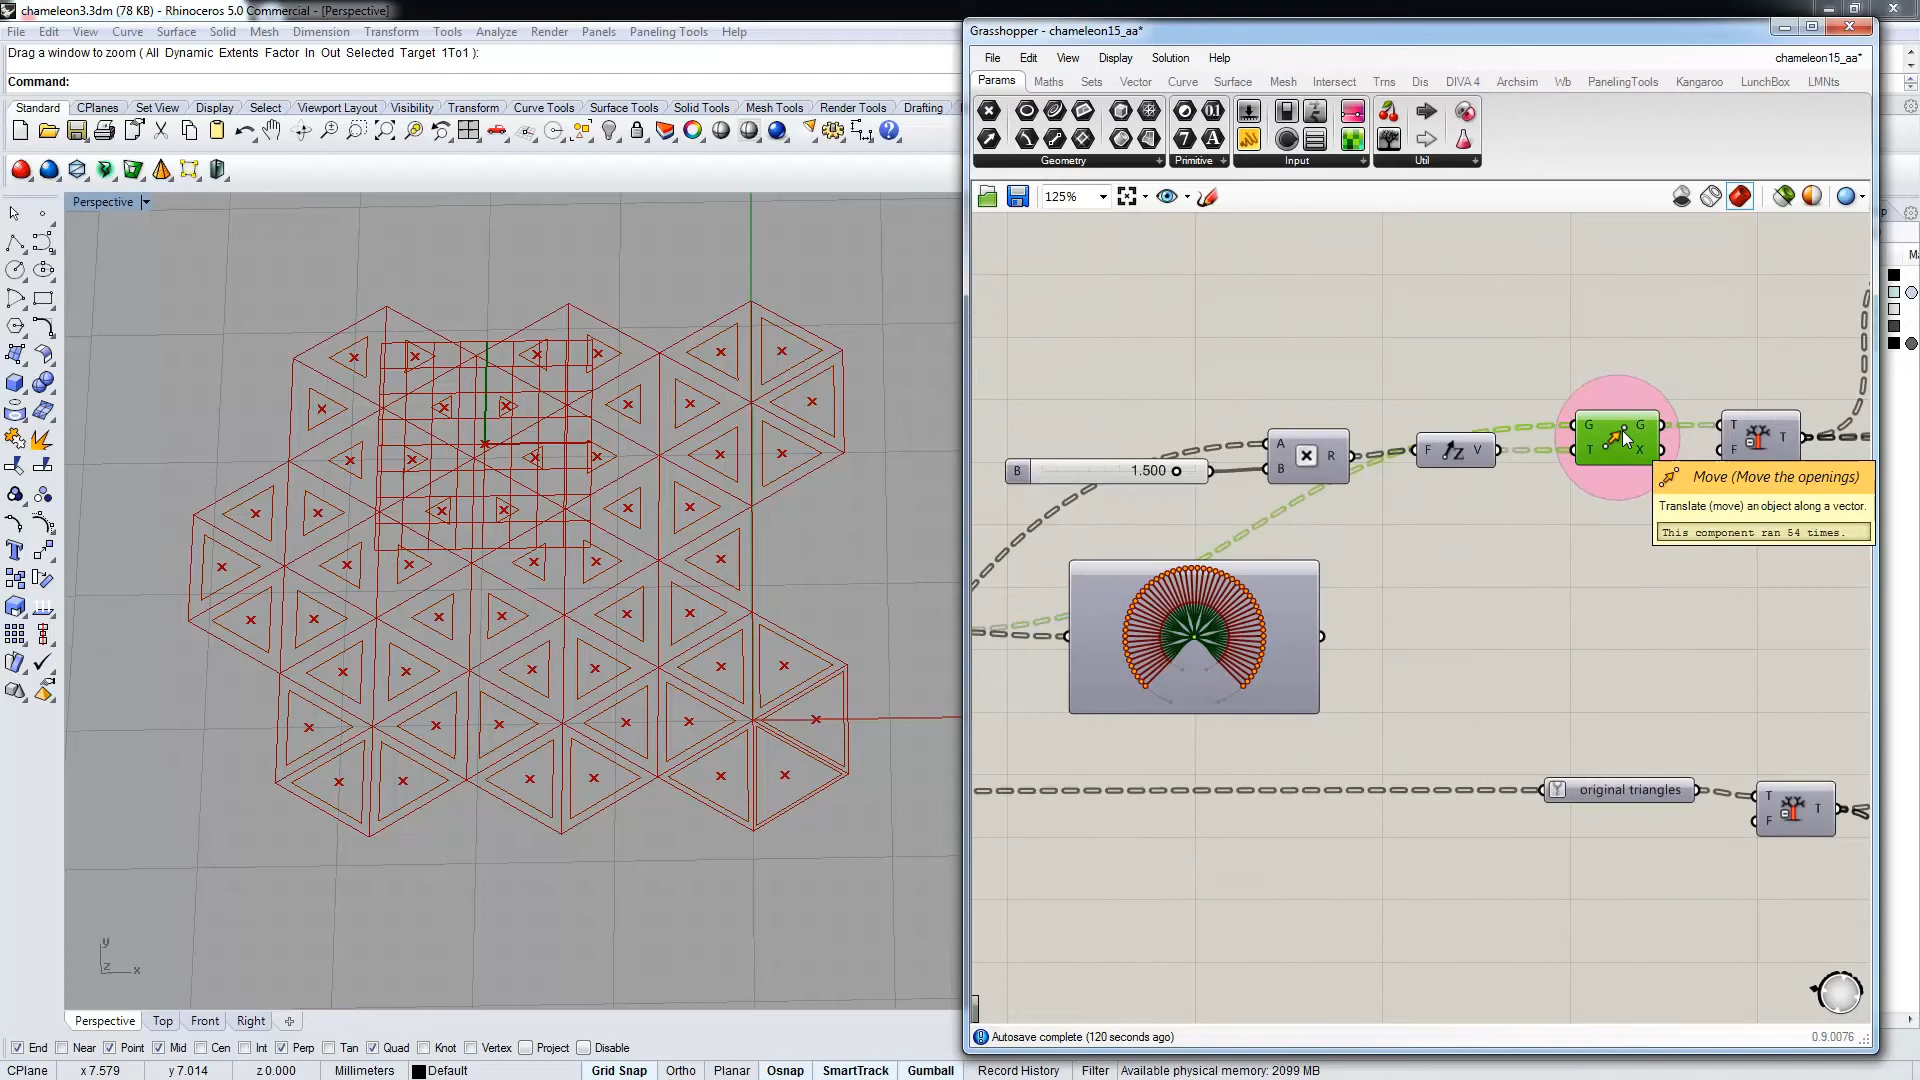 chameleon3.3dm (78 KB) - Rhinoceros 5.0 Commercial - [Perspective]
File Edit View Curve Surface Solid Mesh Dimension Transform Tools Analyze Render Panels Paneling Tools Help
Drag a window to zoom ( All Dynamic Extents Factor In Out Selected Target 1To1 ):
Command:
Standard CPlanes Set View Display Select Viewport Layout Visibility Transform Curve Tools Surface Tools Solid Tools Mesh Tools Render Tools Drafting
Perspective
y
z x
Perspective Top Front Right
End Near Point Mid Cen Int Perp Tan Quad Knot Vertex Project Disable
CPlane x 7.579 y 7.014 z 0.000 Millimeters Default Grid Snap Ortho Planar Osnap SmartTrack Gumball Record History Filter Available physical memory: 2099 MB
Grasshopper - chameleon15_aa*
File Edit View Display Solution Help chameleon15_aa*
Params Maths Sets Vector Curve Surface Mesh Intersect Trns Dis DIVA 4 Archsim Wb PanelingTools Kangaroo LunchBox LMNts
Geometry Primitive Input Util
125%
B 1.500
A B R
F V
G T G X
T F T
Move (Move the openings)
Translate (move) an object along a vector.
This component ran 54 times.
original triangles
T F T
Autosave complete (120 seconds ago) 0.9.0076